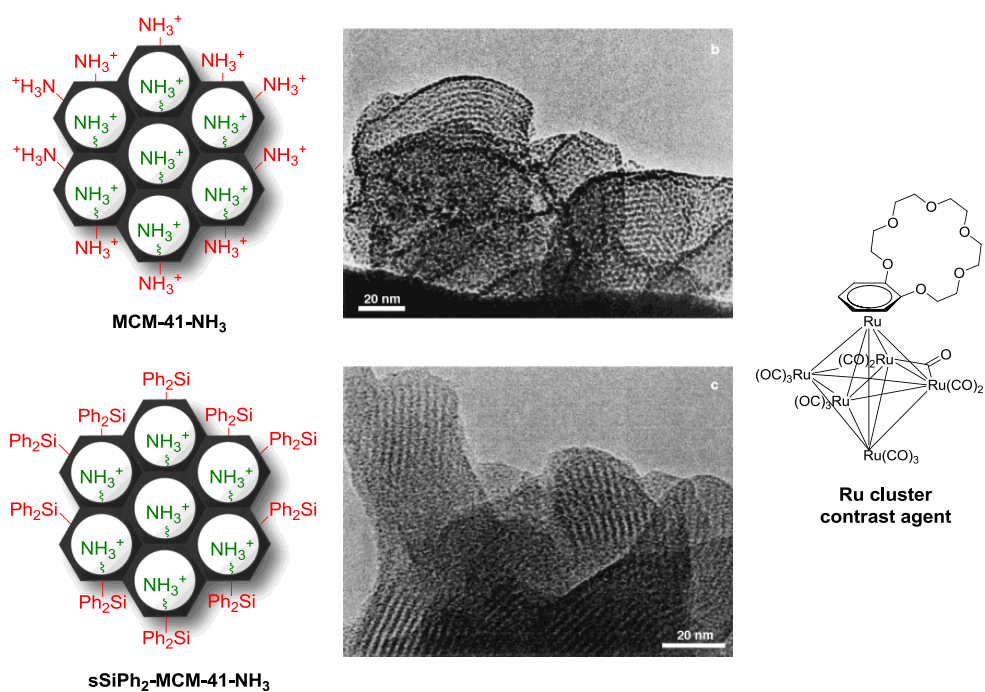 NH₃⁺
NH₃⁺ NH₃⁺
⁺H₃N NH₃⁺ NH₃⁺
NH₃⁺ NH₃⁺
⁺H₃N NH₃⁺ NH₃⁺
NH₃⁺ NH₃⁺
NH₃⁺
NH₃⁺ NH₃⁺
NH₃⁺
MCM-41-NH₃
b
20 nm
Ph₂Si
Ph₂Si Ph₂Si
Ph₂Si NH₃⁺ Ph₂Si
NH₃⁺ NH₃⁺
Ph₂Si NH₃⁺ Ph₂Si
NH₃⁺ NH₃⁺
NH₃⁺
Ph₂Si Ph₂Si
Ph₂Si
sSiPh₂-MCM-41-NH₃
c
20 nm
O
O O
O
O O
Ru
(CO)₂Ru O
(OC)₃Ru Ru(CO)₂
(OC)₃Ru
Ru(CO)₃
Ru cluster
contrast agent